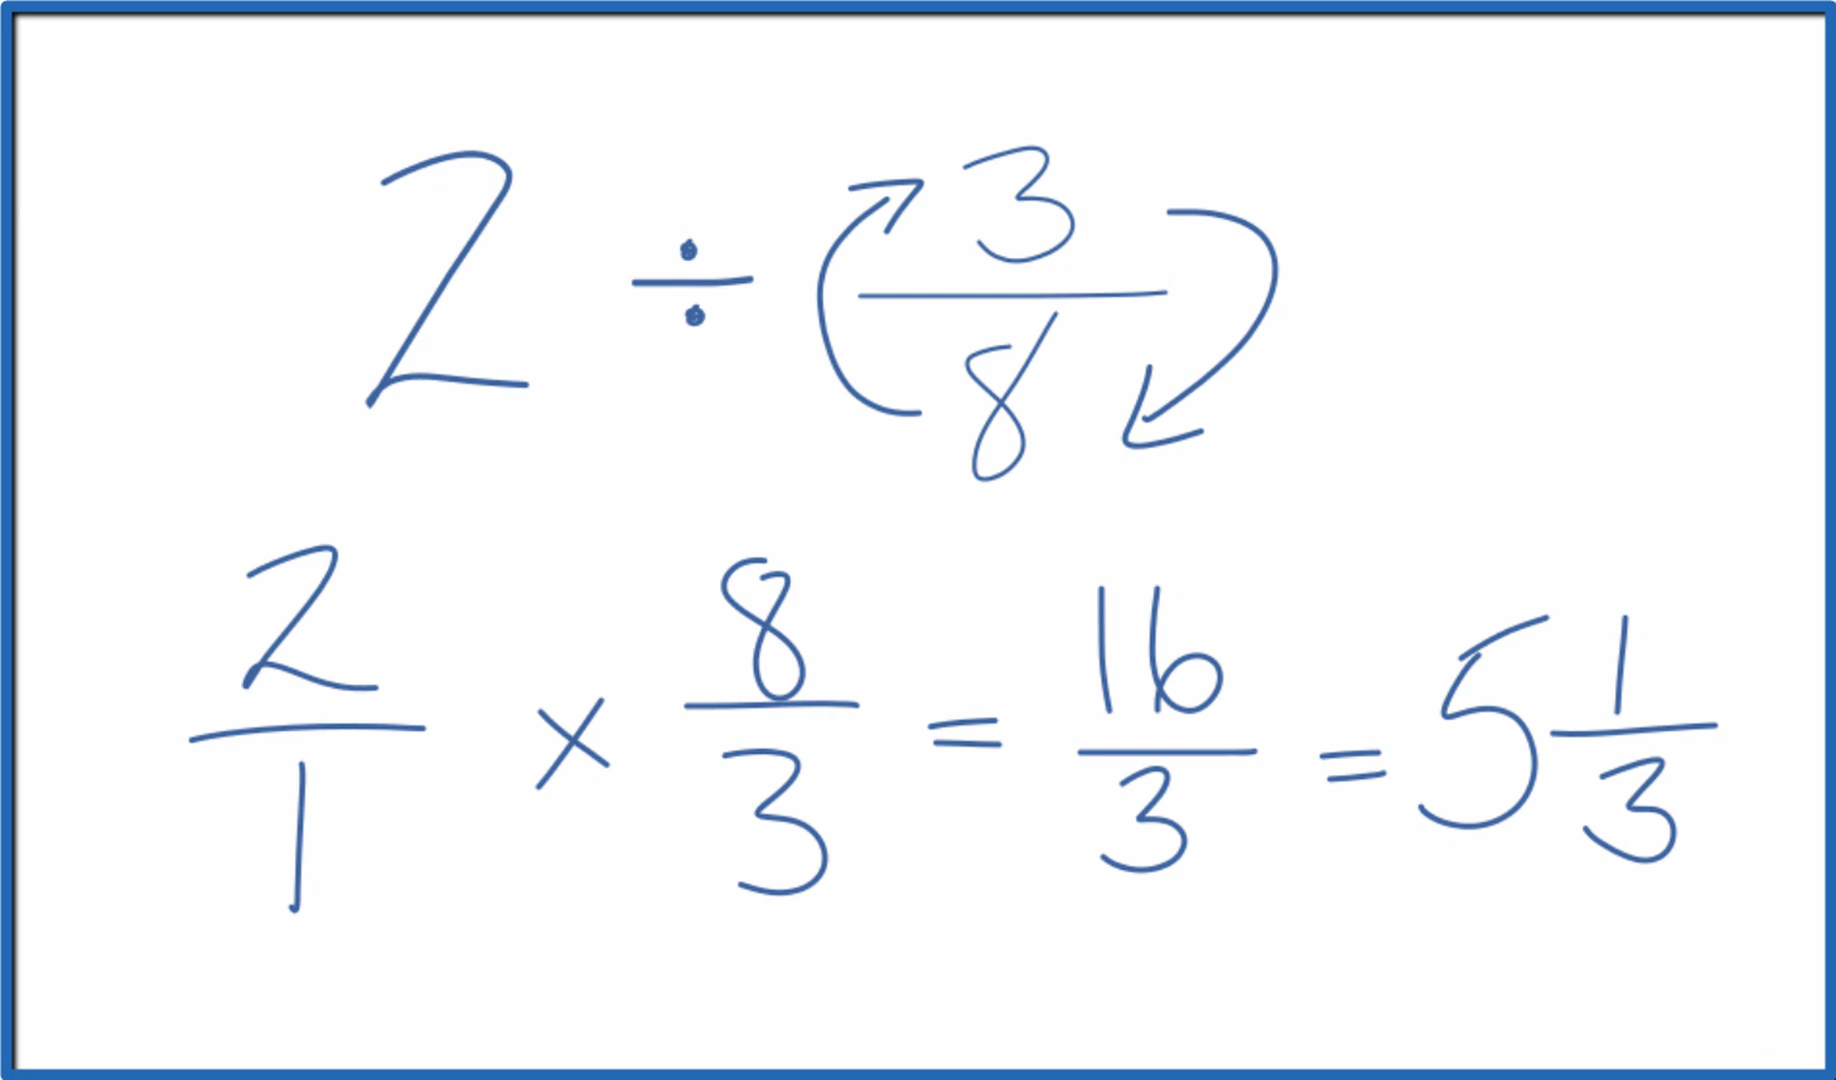 2 ÷ 3/8
2/1 × 8/3 = 16/3 = 5 1/3